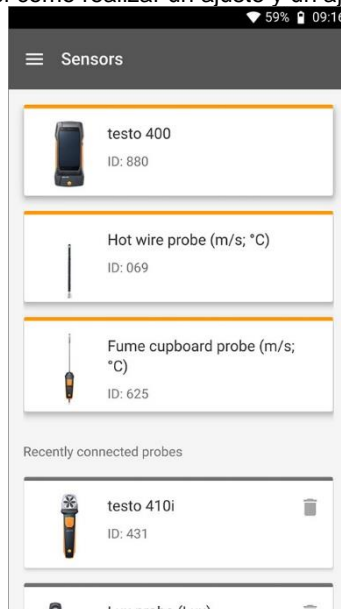 59% 09:16
Sensors
testo 400
ID: 880
Hot wire probe (m/s; °C)
ID: 069
Fume cupboard probe (m/s;
°C)
ID: 625
Recently connected probes
testo 410i
ID: 431